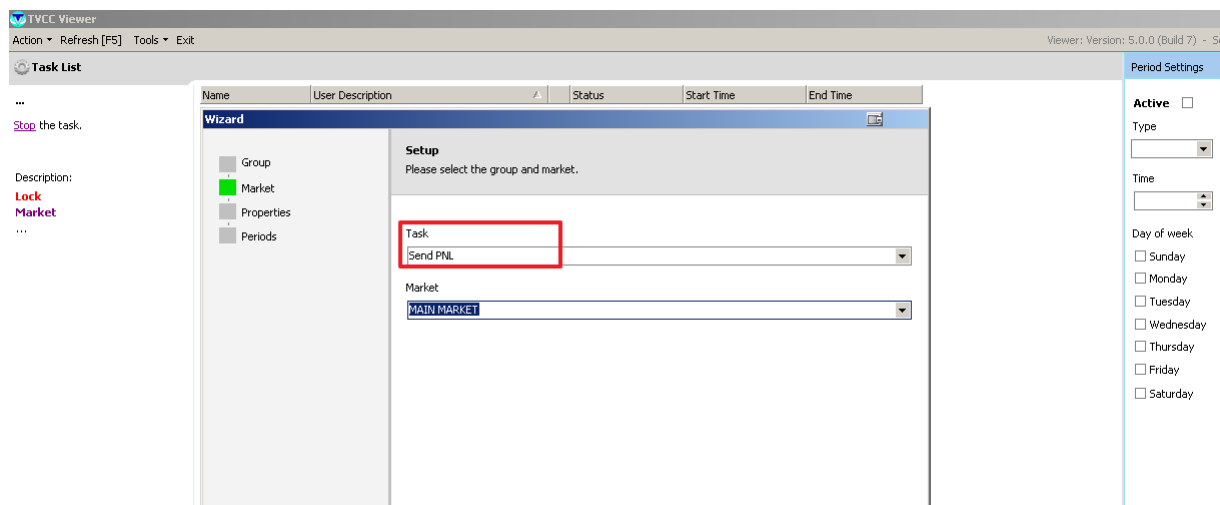 TVCC Viewer
Action Refresh [F5] Tools Exit
Viewer: Version: 5.0.0 (Build 7) - S
Task List
Period Settings
...
Stop the task.
Description:
Lock
Market
...
Name User Description Status Start Time End Time
Wizard
Group
Market
Properties
Periods
Setup
Please select the group and market.
Task
Send PNL
Market
MAIN MARKET
Active
Type
Time
Day of week
Sunday
Monday
Tuesday
Wednesday
Thursday
Friday
Saturday